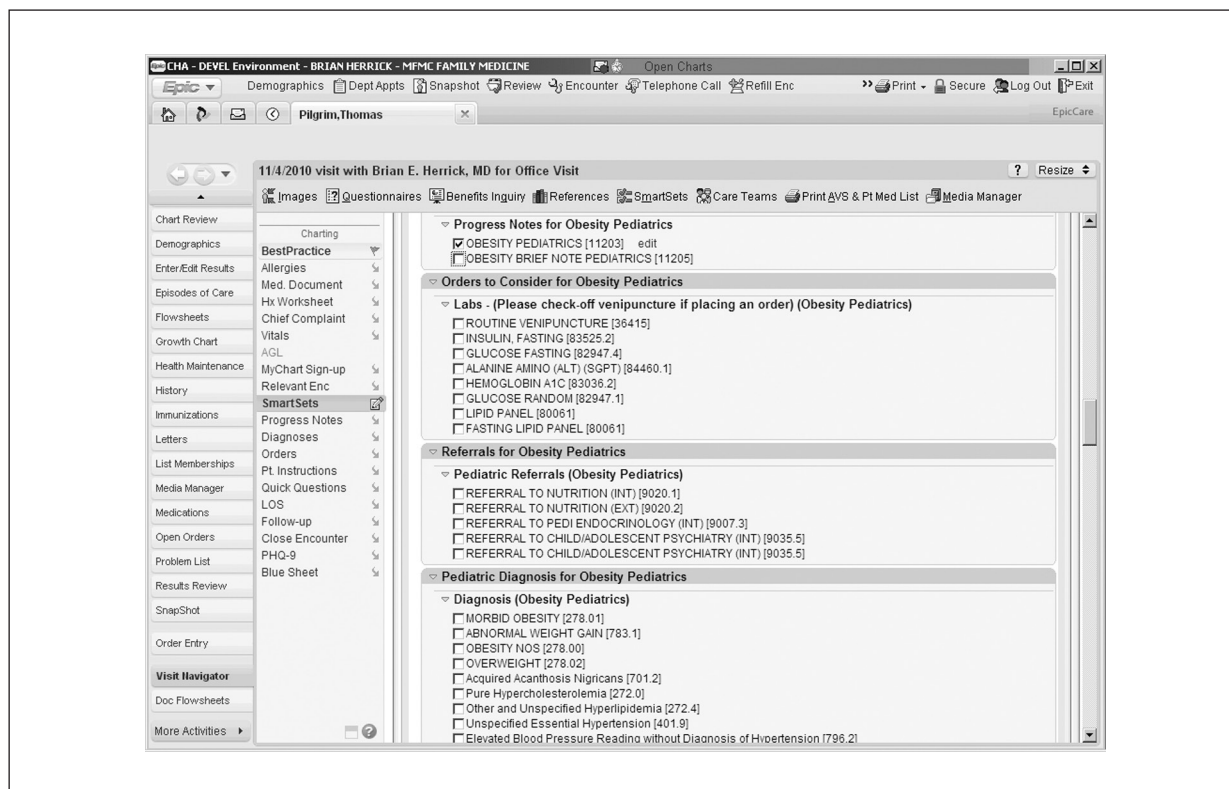 CHA - DEVEL Environment - BRIAN HERRICK - MFMC FAMILY MEDICINE Open Charts
Epic Demographics Dept Appts Snapshot Review Encounter Telephone Call Refill Enc Print Secure Log Out Exit
Pilgrim,Thomas EpicCare
11/4/2010 visit with Brian E. Herrick, MD for Office Visit ? Resize
Images Questionnaires Benefits Inquiry References SmartSets Care Teams Print AVS & Pt Med List Media Manager
Chart Review
Demographics
Enter/Edit Results
Episodes of Care
Flowsheets
Growth Chart
Health Maintenance
History
Immunizations
Letters
List Memberships
Media Manager
Medications
Open Orders
Problem List
Results Review
SnapShot
Order Entry
Visit Navigator
Doc Flowsheets
More Activities
Charting
BestPractice
Allergies
Med. Document
Hx Worksheet
Chief Complaint
Vitals
AGL
MyChart Sign-up
Relevant Enc
SmartSets
Progress Notes
Diagnoses
Orders
Pt. Instructions
Quick Questions
LOS
Follow-up
Close Encounter
PHQ-9
Blue Sheet
Progress Notes for Obesity Pediatrics
OBESITY PEDIATRICS [11203] edit
OBESITY BRIEF NOTE PEDIATRICS [11205]
Orders to Consider for Obesity Pediatrics
Labs - (Please check-off venipuncture if placing an order) (Obesity Pediatrics)
ROUTINE VENIPUNCTURE [36415]
INSULIN, FASTING [83525.2]
GLUCOSE FASTING [82947.4]
ALANINE AMINO (ALT) (SGPT) [84460.1]
HEMOGLOBIN A1C [83036.2]
GLUCOSE RANDOM [82947.1]
LIPID PANEL [80061]
FASTING LIPID PANEL [80061]
Referrals for Obesity Pediatrics
Pediatric Referrals (Obesity Pediatrics)
REFERRAL TO NUTRITION (INT) [9020.1]
REFERRAL TO NUTRITION (EXT) [9020.2]
REFERRAL TO PEDI ENDOCRINOLOGY (INT) [9007.3]
REFERRAL TO CHILD/ADOLESCENT PSYCHIATRY (INT) [9035.5]
REFERRAL TO CHILD/ADOLESCENT PSYCHIATRY (INT) [9035.5]
Pediatric Diagnosis for Obesity Pediatrics
Diagnosis (Obesity Pediatrics)
MORBID OBESITY [278.01]
ABNORMAL WEIGHT GAIN [783.1]
OBESITY NOS [278.00]
OVERWEIGHT [278.02]
Acquired Acanthosis Nigricans [701.2]
Pure Hypercholesterolemia [272.0]
Other and Unspecified Hyperlipidemia [272.4]
Unspecified Essential Hypertension [401.9]
Elevated Blood Pressure Reading without Diagnosis of Hypertension [796.2]